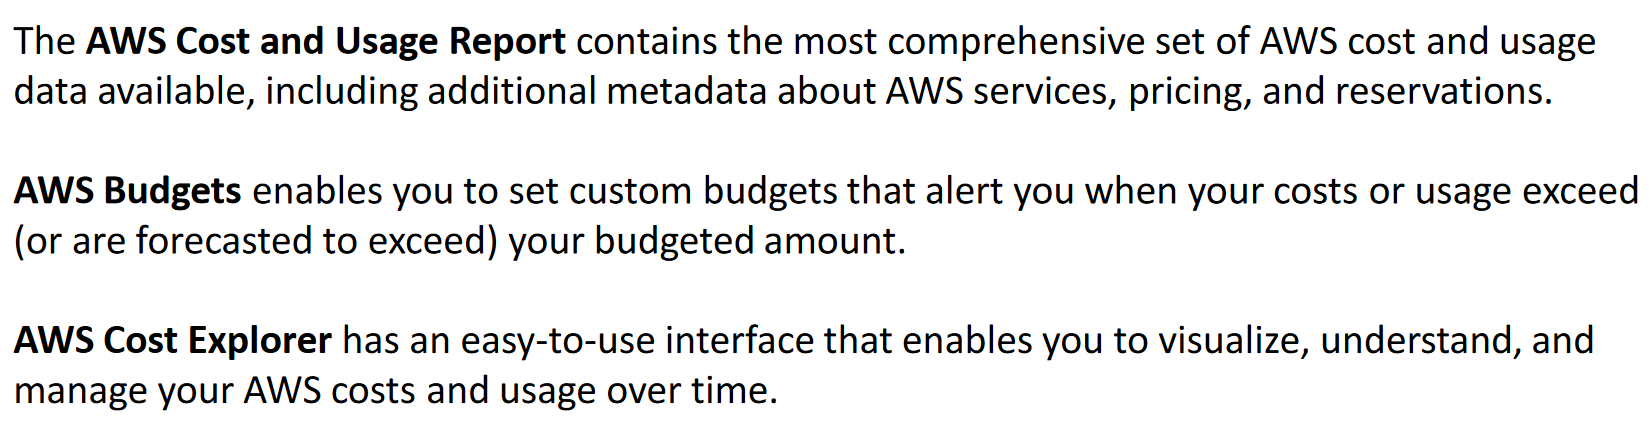 The AWS Cost and Usage Report contains the most comprehensive set of AWS cost and usage
data available, including additional metadata about AWS services, pricing, and reservations.
AWS Budgets enables you to set custom budgets that alert you when your costs or usage exceed
(or are forecasted to exceed) your budgeted amount.
AWS Cost Explorer has an easy-to-use interface that enables you to visualize, understand, and
manage your AWS costs and usage over time.